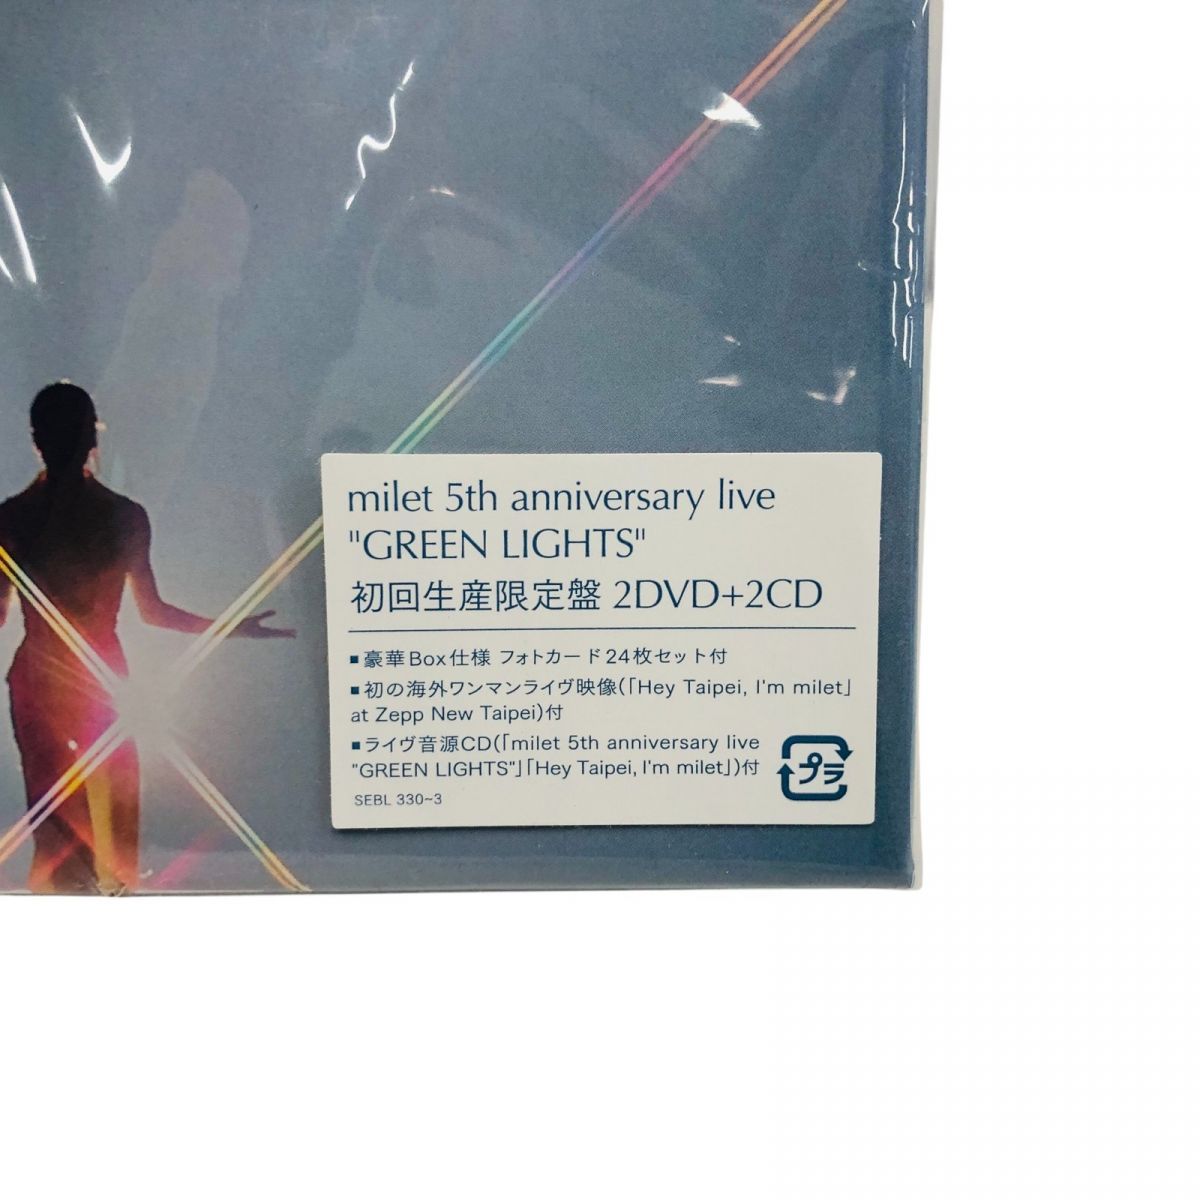 milet 5th anniversary live
"GREEN LIGHTS"
初回生産限定盤 2DVD+2CD
■豪華Box仕様 フォトカード24枚セット付
■初の海外ワンマンライヴ映像(｢Hey Taipei, I'm milet｣
at Zepp New Taipei)付
■ライヴ音源CD(｢milet 5th anniversary live
"GREEN LIGHTS"｣｢Hey Taipei, I'm milet｣)付
プラ
SEBL 330~3